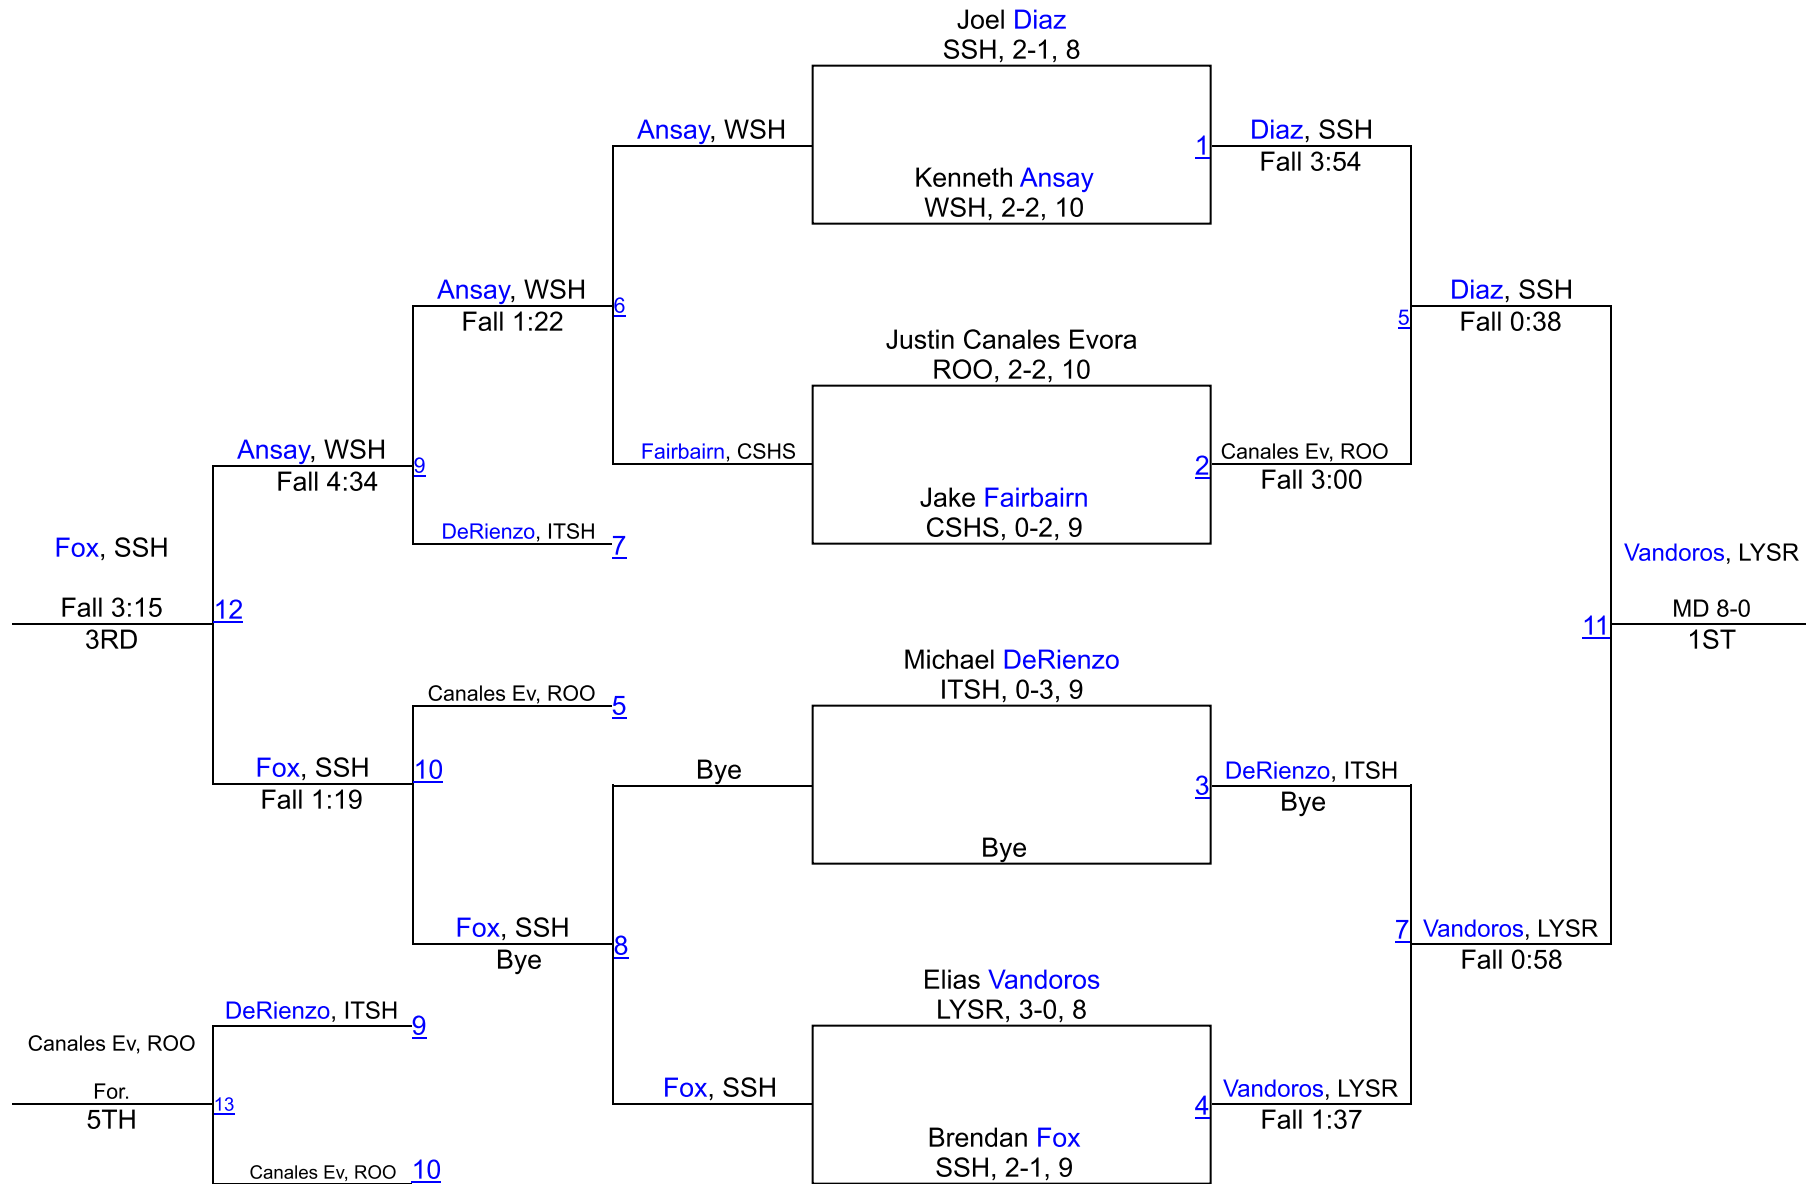 Joel Diaz
SSH, 2-1, 8
Ansay, WSH
1
Diaz, SSH
Fall 3:54
Kenneth Ansay
WSH, 2-2, 10
Ansay, WSH
Fall 1:22
6
Diaz, SSH
Fall 0:38
5
Justin Canales Evora
ROO, 2-2, 10
Ansay, WSH
Fall 4:34
9
Fairbairn, CSHS
2
Canales Ev, ROO
Fall 3:00
Jake Fairbairn
CSHS, 0-2, 9
DeRienzo, ITSH
7
Fox, SSH
Fall 3:15
3RD
12
Vandoros, LYSR
MD 8-0
1ST
11
Michael DeRienzo
ITSH, 0-3, 9
Canales Ev, ROO
5
Fox, SSH
Fall 1:19
10
Bye
3
DeRienzo, ITSH
Bye
Bye
Fox, SSH
Bye
8
7
Vandoros, LYSR
Fall 0:58
Elias Vandoros
LYSR, 3-0, 8
DeRienzo, ITSH
9
Canales Ev, ROO
For.
5TH
13
Fox, SSH
4
Vandoros, LYSR
Fall 1:37
Brendan Fox
SSH, 2-1, 9
Canales Ev, ROO
10